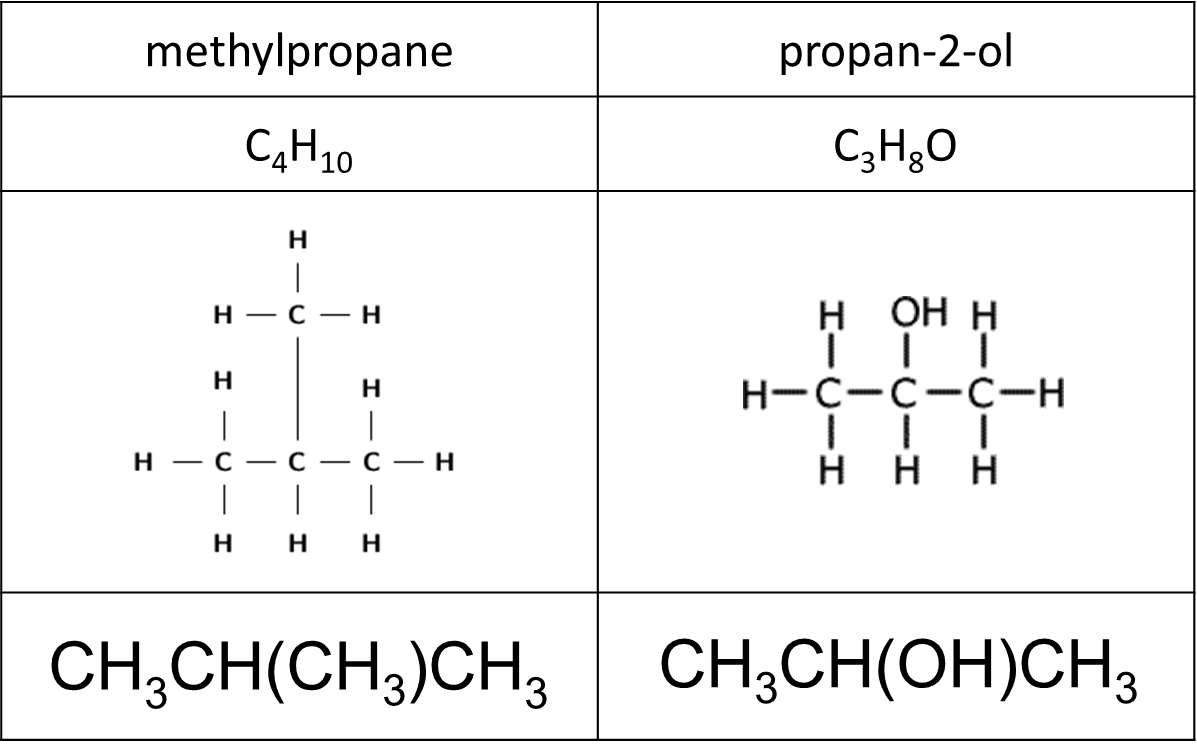 methylpropane
propan-2-ol
C₄H₁₀
C₃H₈O
H
H — C — H
H H
H — C — C — C — H
H H H
H OH H
H—C—C—C—H
H H H
CH₃CH(CH₃)CH₃
CH₃CH(OH)CH₃